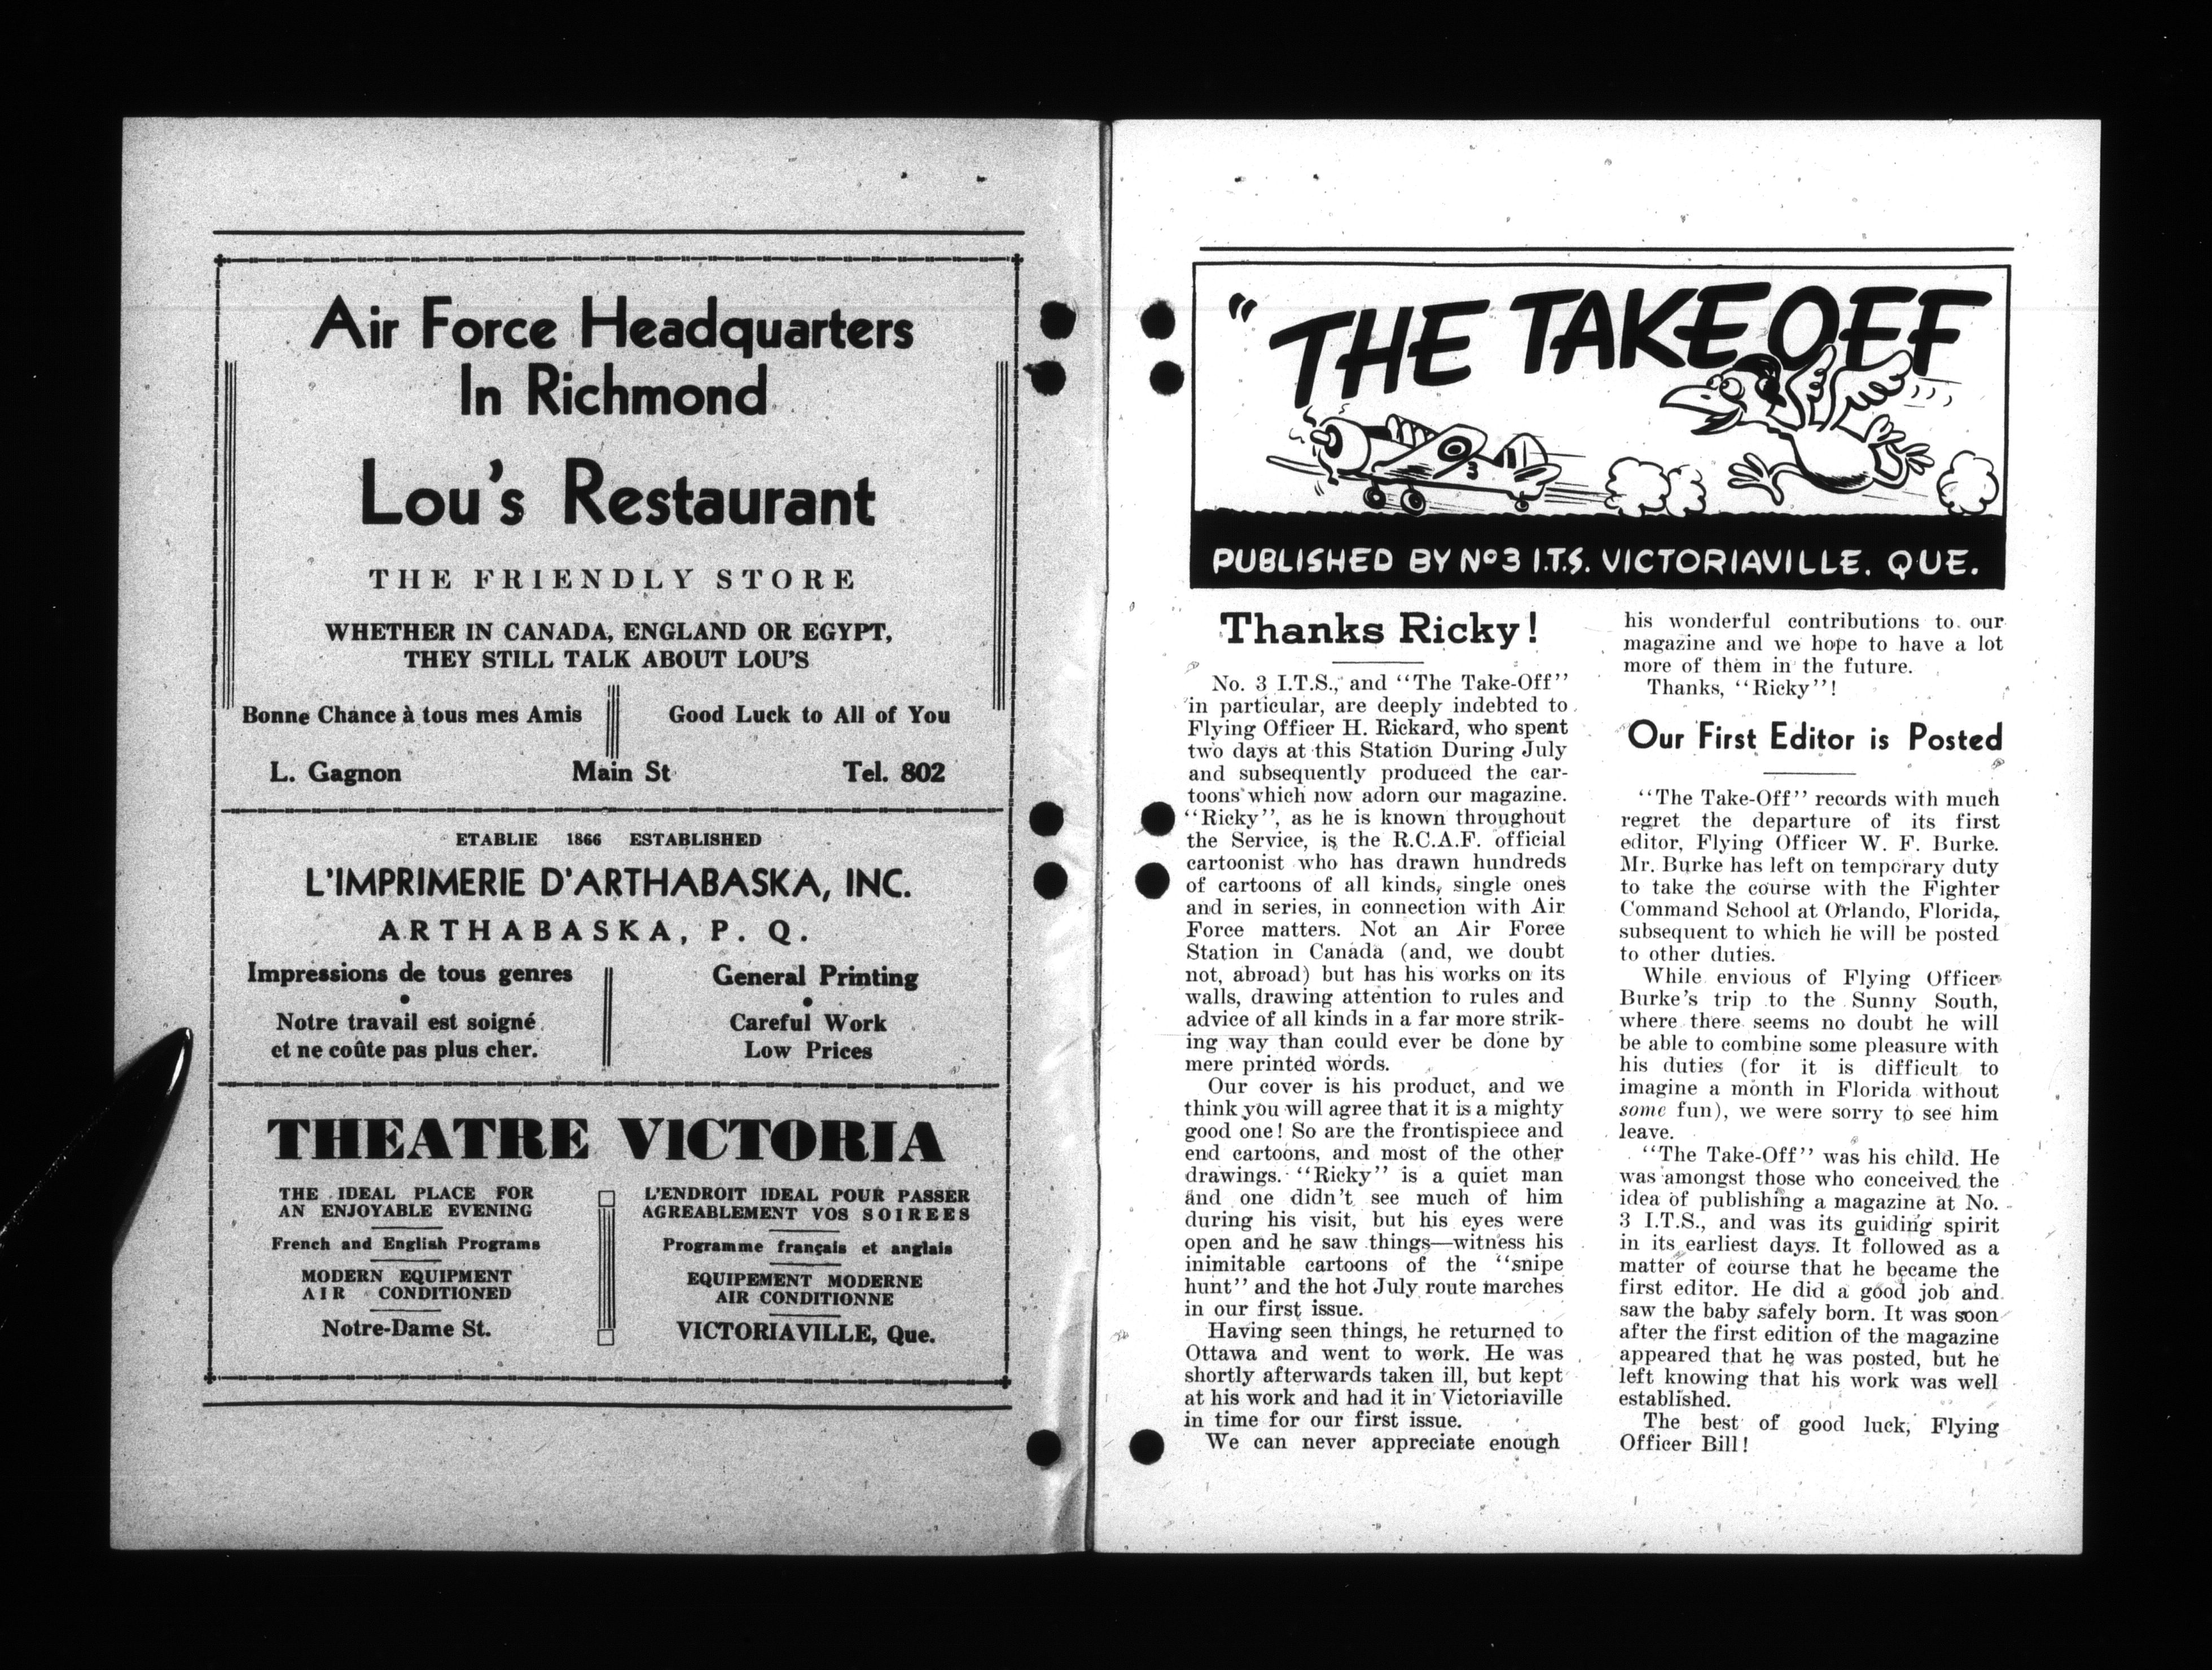 Air Force Headquarters
In Richmond
Lou's Restaurant
THE FRIENDLY STORE
WHETHER IN CANADA, ENGLAND OR EGYPT,
THEY STILL TALK ABOUT LOU'S
Bonne Chance à tous mes Amis
Good Luck to All of You
L. Gagnon Main St Tel. 802
ETABLIE 1866 ESTABLISHED
L'IMPRIMERIE D'ARTHABASKA, INC.
ARTHABASKA, P. Q.
Impressions de tous genres
Notre travail est soigné
et ne coûte pas plus cher.
General Printing
Careful Work
Low Prices
THEATRE VICTORIA
THE IDEAL PLACE FOR
AN ENJOYABLE EVENING
French and English Programs
MODERN EQUIPMENT
AIR CONDITIONED
Notre-Dame St.
L'ENDROIT IDEAL POUR PASSER
AGREABLEMENT VOS SOIREES
Programme français et anglais
EQUIPEMENT MODERNE
AIR CONDITIONNE
VICTORIAVILLE, Que.
"THE TAKE OFF
3
PUBLISHED BY No 3 I.T.S. VICTORIAVILLE. QUE.
Thanks Ricky!
No. 3 I.T.S., and "The Take-Off"
in particular, are deeply indebted to
Flying Officer H. Rickard, who spent
two days at this Station During July
and subsequently produced the car-
toons which now adorn our magazine.
"Ricky", as he is known throughout
the Service, is the R.C.A.F. official
cartoonist who has drawn hundreds
of cartoons of all kinds, single ones
and in series, in connection with Air
Force matters. Not an Air Force
Station in Canada (and, we doubt
not, abroad) but has his works on its
walls, drawing attention to rules and
advice of all kinds in a far more strik-
ing way than could ever be done by
mere printed words.
Our cover is his product, and we
think you will agree that it is a mighty
good one! So are the frontispiece and
end cartoons, and most of the other
drawings. "Ricky" is a quiet man
and one didn't see much of him
during his visit, but his eyes were
open and he saw things—witness his
inimitable cartoons of the "snipe
hunt" and the hot July route marches
in our first issue.
Having seen things, he returned to
Ottawa and went to work. He was
shortly afterwards taken ill, but kept
at his work and had it in Victoriaville
in time for our first issue.
We can never appreciate enough
his wonderful contributions to our
magazine and we hope to have a lot
more of them in the future.
Thanks, "Ricky"!
Our First Editor is Posted
"The Take-Off" records with much
regret the departure of its first
editor, Flying Officer W. F. Burke.
Mr. Burke has left on temporary duty
to take the course with the Fighter
Command School at Orlando, Florida,
subsequent to which he will be posted
to other duties.
While envious of Flying Officer
Burke's trip to the Sunny South,
where there seems no doubt he will
be able to combine some pleasure with
his duties (for it is difficult to
imagine a month in Florida without
some fun), we were sorry to see him
leave.
"The Take-Off" was his child. He
was amongst those who conceived the
idea of publishing a magazine at No.
3 I.T.S., and was its guiding spirit
in its earliest days. It followed as a
matter of course that he became the
first editor. He did a good job and
saw the baby safely born. It was soon
after the first edition of the magazine
appeared that he was posted, but he
left knowing that his work was well
established.
The best of good luck, Flying
Officer Bill!